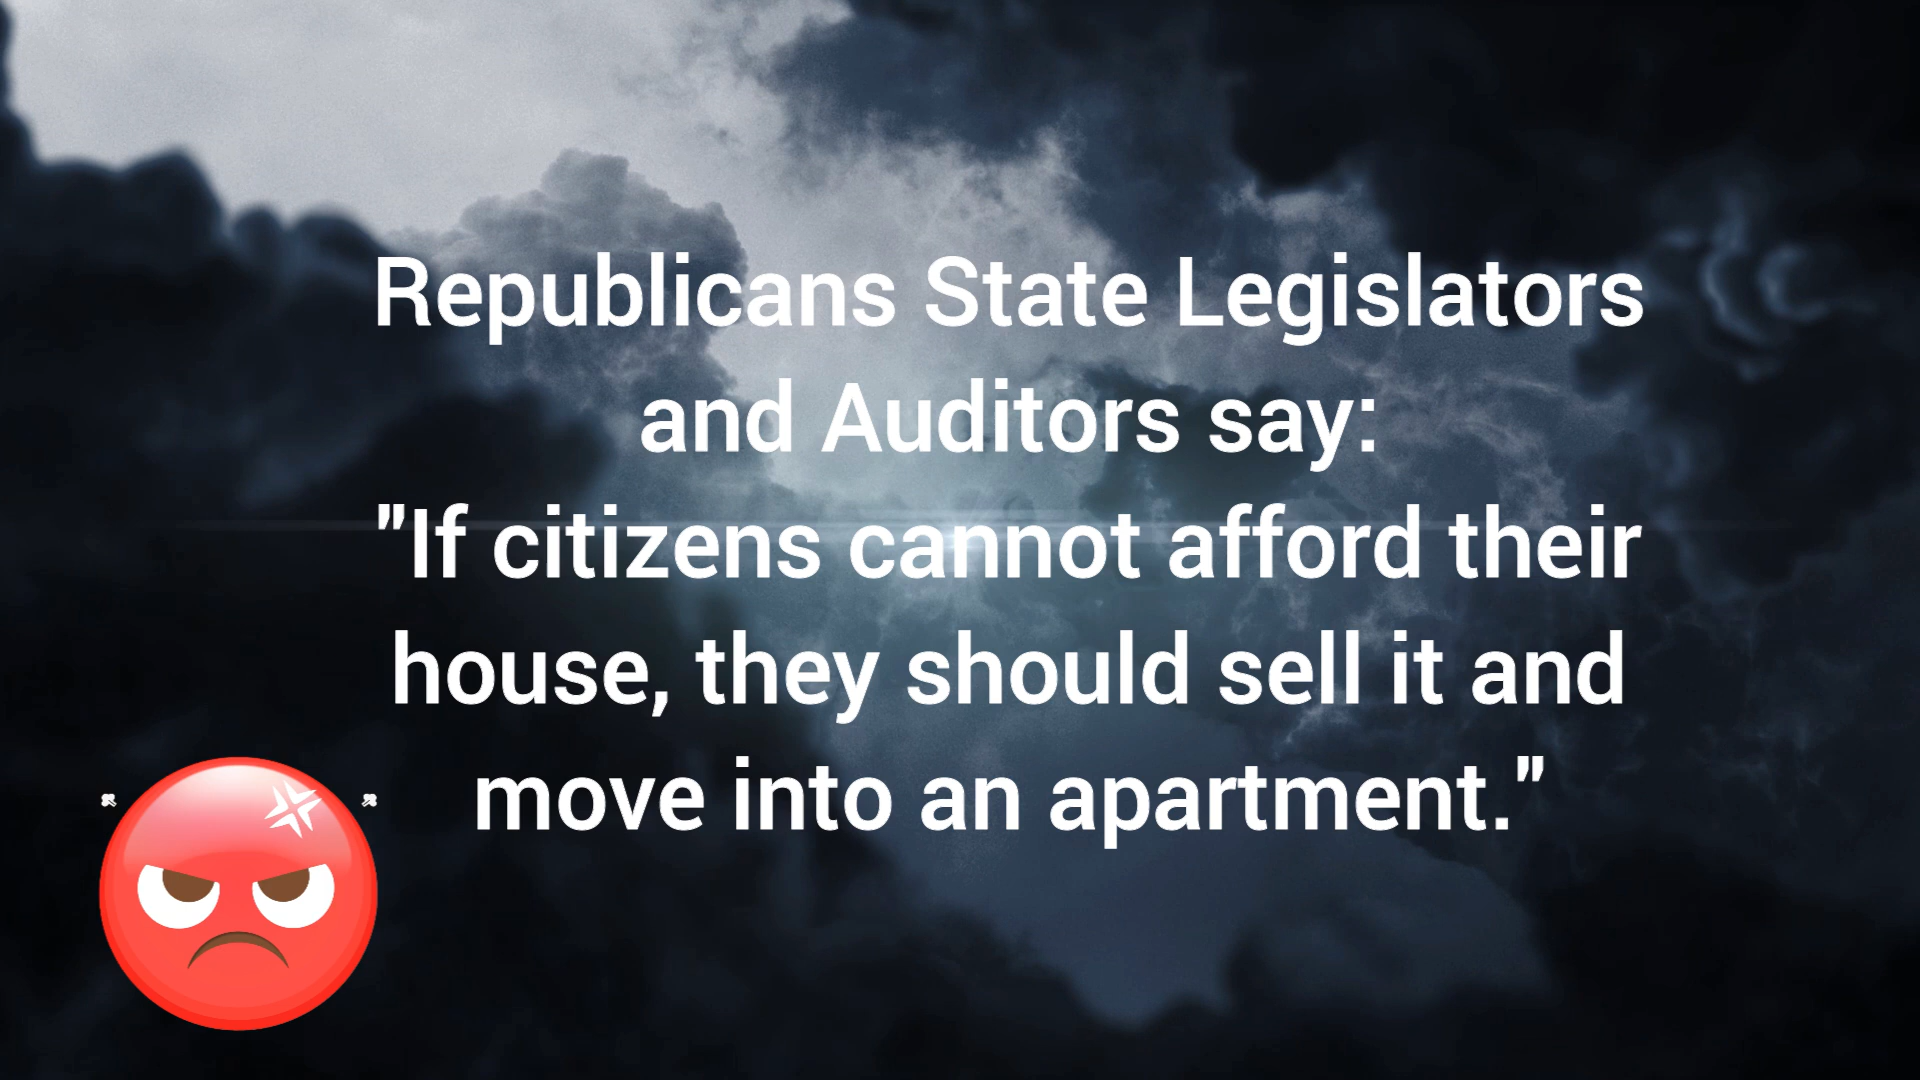 Republicans State Legislators
and Auditors say:
"If citizens cannot afford their
house, they should sell it and
move into an apartment."